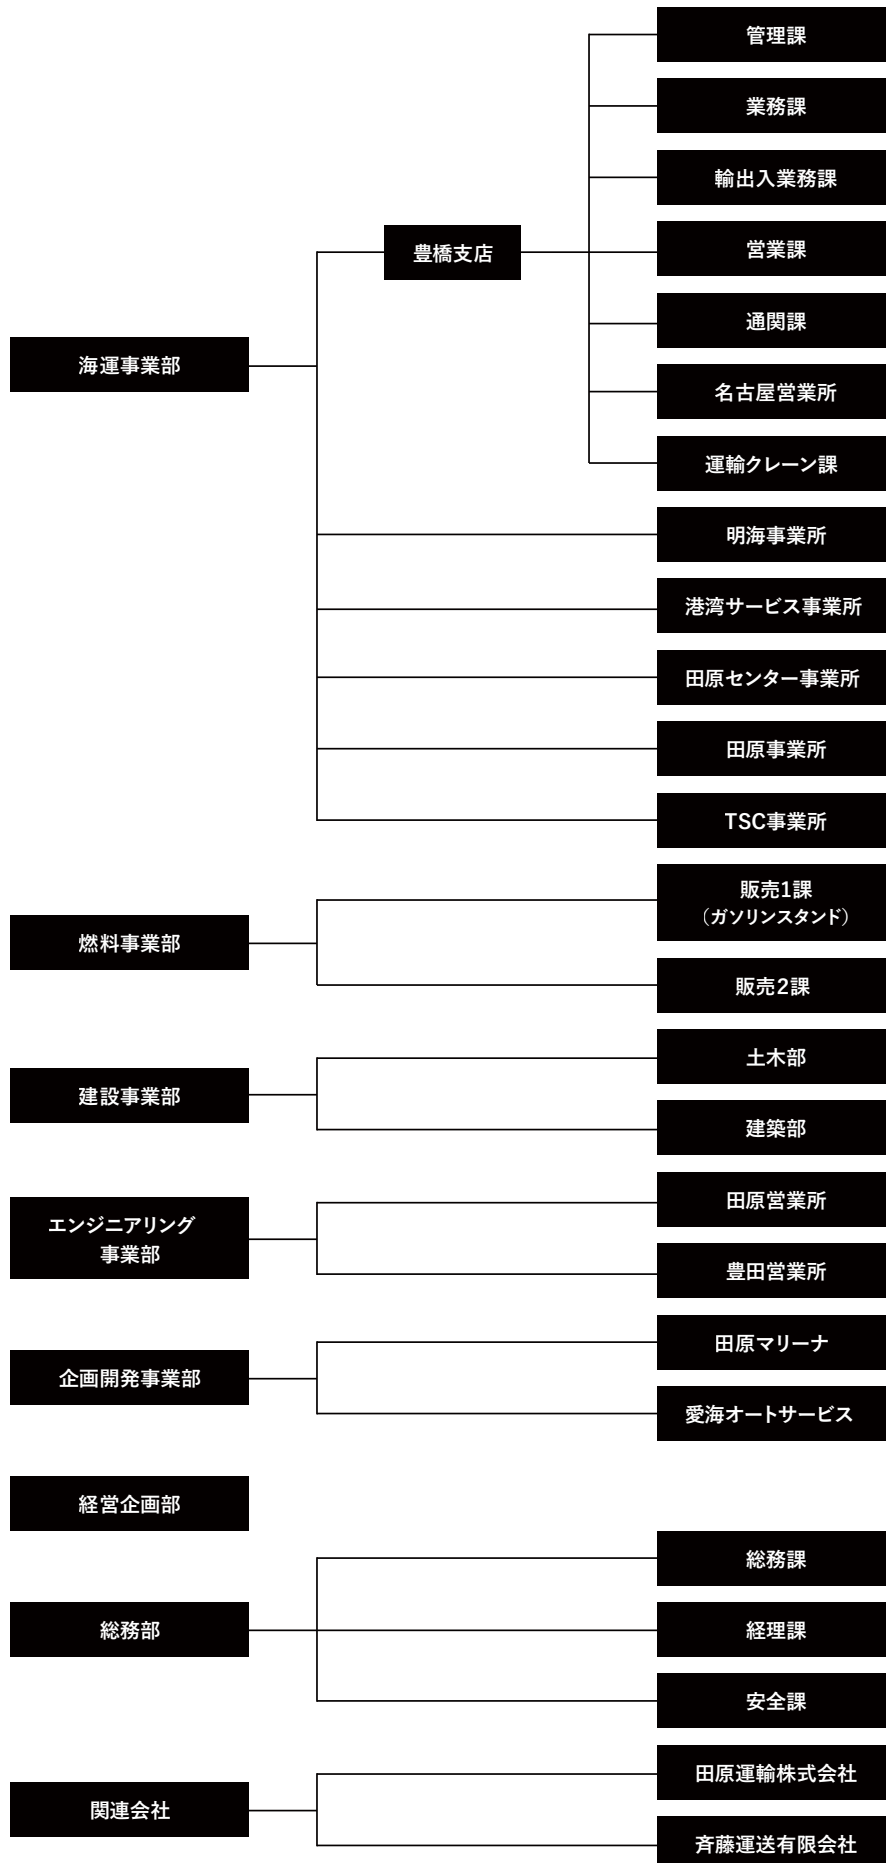 海運事業部
豊橋支店
管理課
業務課
輸出入業務課
営業課
通関課
名古屋営業所
運輸クレーン課
明海事業所
港湾サービス事業所
田原センター事業所
田原事業所
TSC事業所
燃料事業部
販売1課
（ガソリンスタンド）
販売2課
建設事業部
土木部
建築部
エンジニアリング
事業部
田原営業所
豊田営業所
企画開発事業部
田原マリーナ
愛海オートサービス
経営企画部
総務部
総務課
経理課
安全課
関連会社
田原運輸株式会社
斉藤運送有限会社